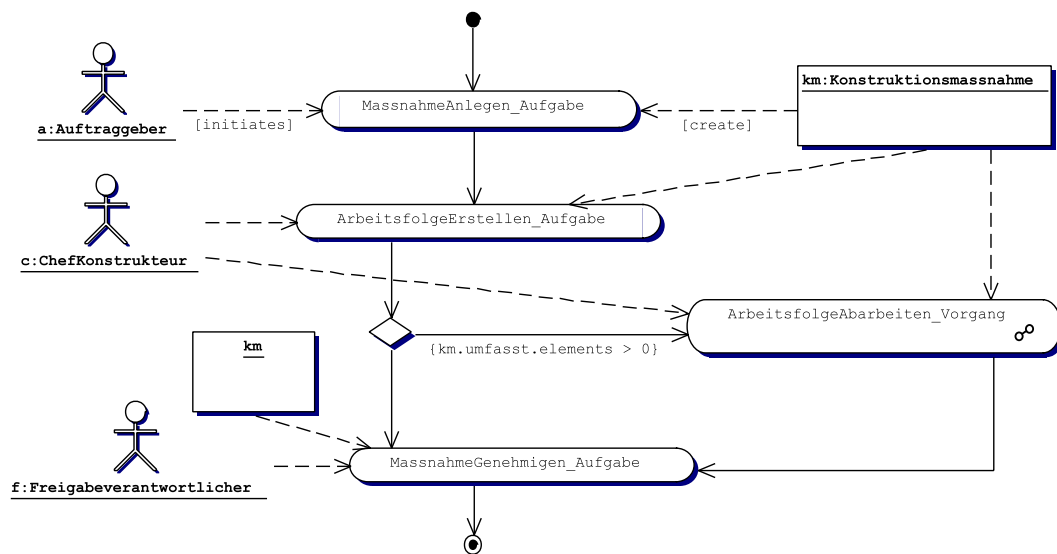 km:Konstruktionsmassnahme
MassnahmeAnlegen_Aufgabe
a:Auftraggeber
[initiates]
[create]
ArbeitsfolgeErstellen_Aufgabe
c:ChefKonstrukteur
ArbeitsfolgeAbarbeiten_Vorgang
km
{km.umfasst.elements > 0}
MassnahmeGenehmigen_Aufgabe
f:Freigabeverantwortlicher